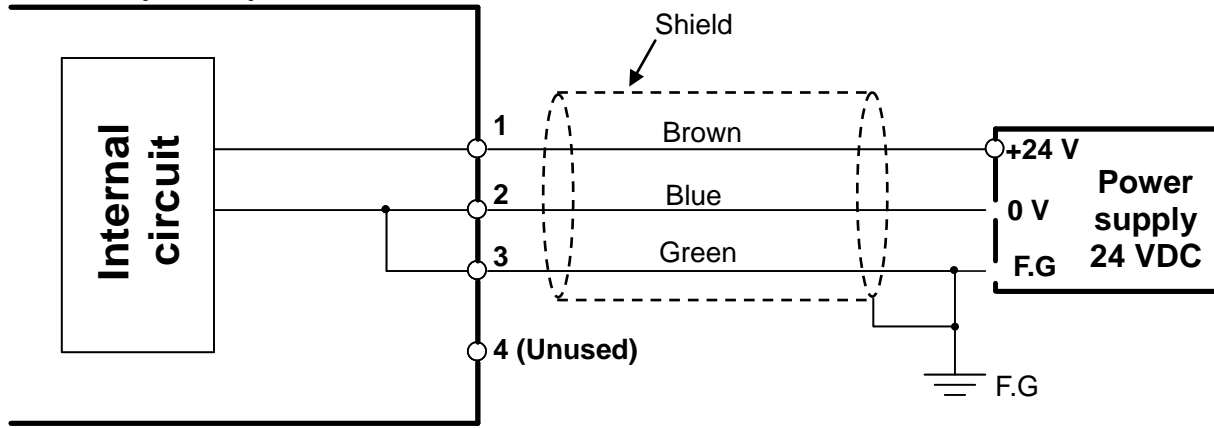 Shield
Internal
circuit
1
Brown
+24 V
2
Blue
0 V
3
Green
F.G
Power
supply
24 VDC
4 (Unused)
F.G